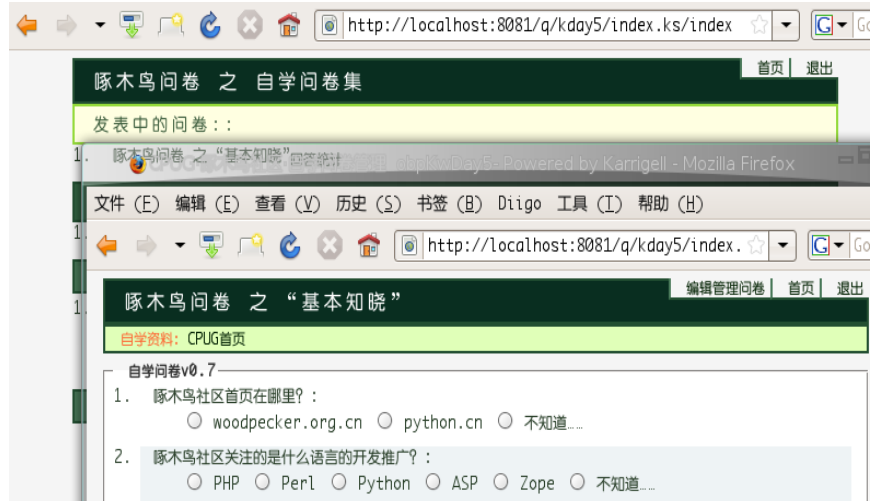 http://localhost:8081/q/kday5/index.ks/index
G Go
啄木鸟问卷 之 自学问卷集
首页 退出
发表中的问卷::
1. 啄木鸟问卷 之 “基本知晓” 回答统计
obpKwDay5- Powered by Karrigell - Mozilla Firefox
文件 (F) 编辑 (E) 查看 (V) 历史 (S) 书签 (B) Diigo 工具 (T) 帮助 (H)
1.
http://localhost:8081/q/kday5/index.
G Go
1.
啄木鸟问卷 之 “基本知晓”
编辑管理问卷 首页 退出
自学资料: CPUG首页
自学问卷v0.7
1. 啄木鸟社区首页在哪里?:
woodpecker.org.cn python.cn 不知道……
2. 啄木鸟社区关注的是什么语言的开发推广?:
PHP Perl Python ASP Zope 不知道……